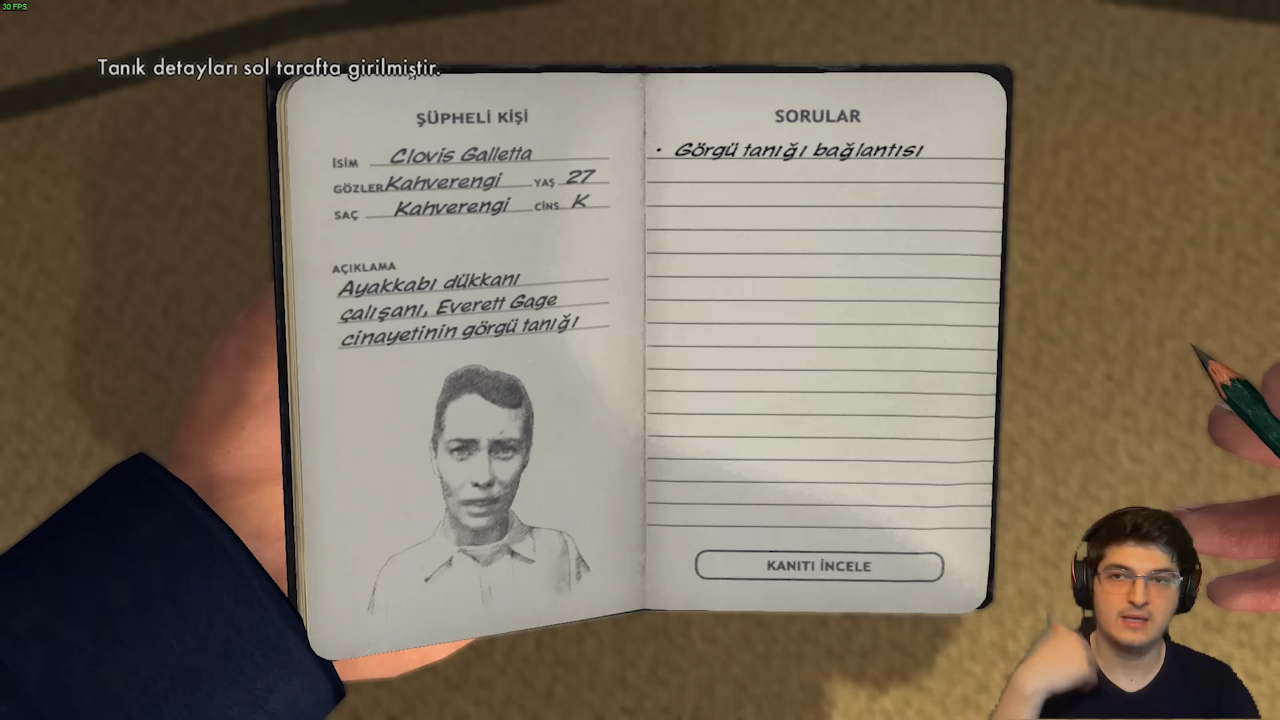 30 FPS
Tanık detayları sol tarafta girilmiştir.
ŞÜPHELİ KİŞİ
İSİM Clovis Galletta
GÖZLER Kahverengi YAŞ 27
SAÇ Kahverengi CİNS K
AÇIKLAMA
Ayakkabı dükkanı
çalışanı, Everett Gage
cinayetinin görgü tanığı
SORULAR
· Görgü tanığı bağlantısı
KANITI İNCELE